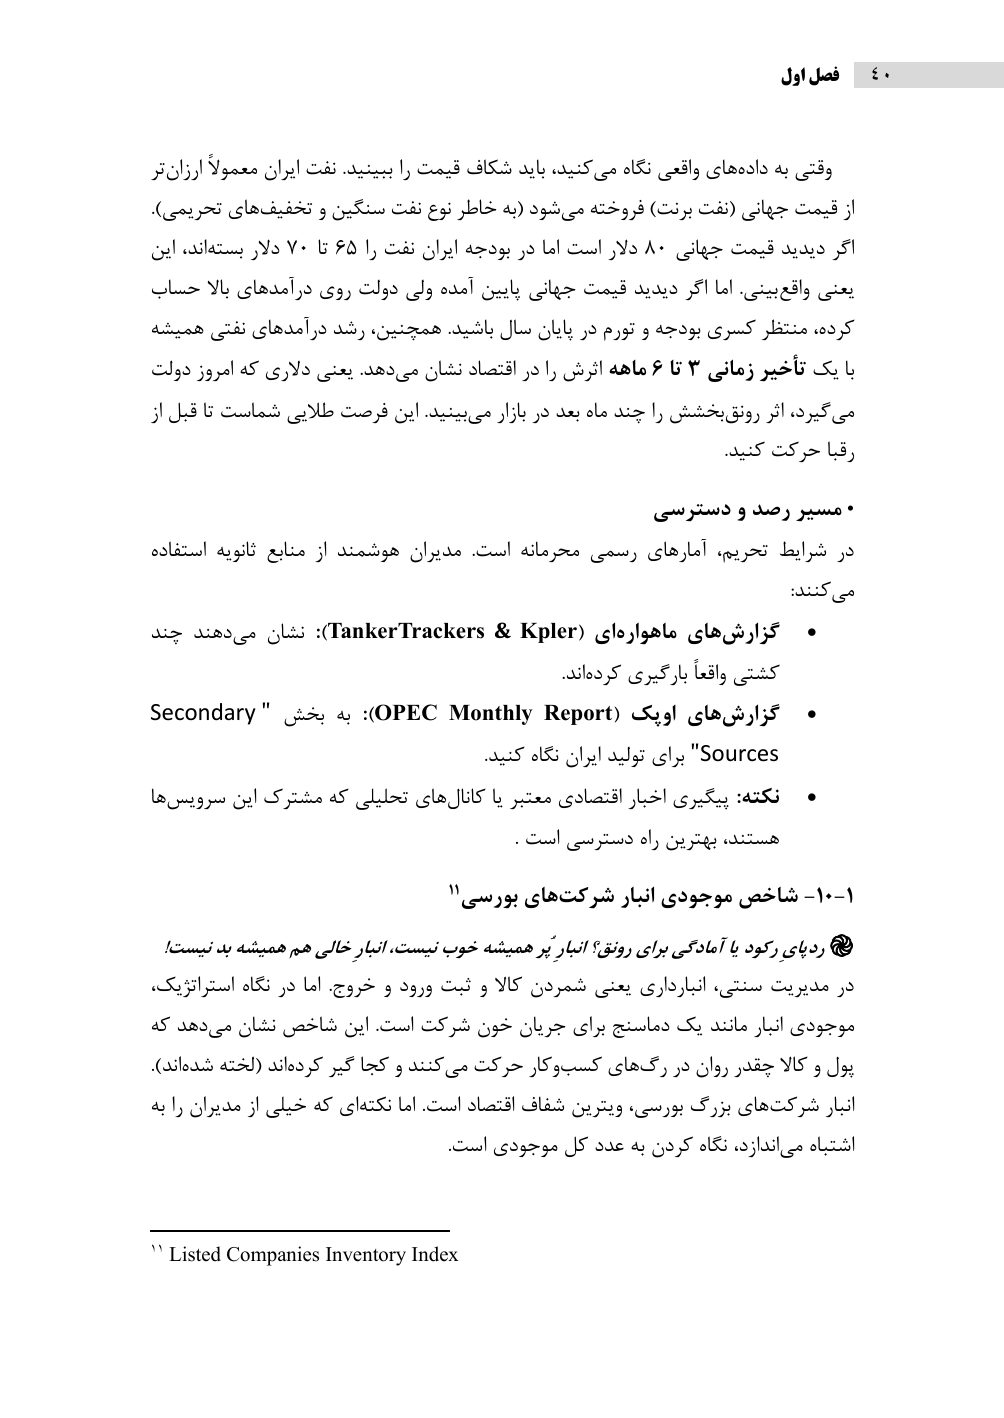 ۴۰ فصل اول
وقتی به داده‌های واقعی نگاه می‌کنید، باید شکاف قیمت را ببینید. نفت ایران معمولاً ارزان‌تر
از قیمت جهانی (نفت برنت) فروخته می‌شود (به خاطر نوع نفت سنگین و تخفیف‌های تحریمی).
اگر دیدید قیمت جهانی ۸۰ دلار است اما در بودجه ایران نفت را ۶۵ تا ۷۰ دلار بسته‌اند، این
یعنی واقع‌بینی. اما اگر دیدید قیمت جهانی پایین آمده ولی دولت روی درآمدهای بالا حساب
کرده، منتظر کسری بودجه و تورم در پایان سال باشید. همچنین، رشد درآمدهای نفتی همیشه
با یک تأخیر زمانی ۳ تا ۶ ماهه اثرش را در اقتصاد نشان می‌دهد. یعنی دلاری که امروز دولت
می‌گیرد، اثر رونق‌بخشش را چند ماه بعد در بازار می‌بینید. این فرصت طلایی شماست تا قبل از
رقبا حرکت کنید.
• مسیر رصد و دسترسی
در شرایط تحریم، آمارهای رسمی محرمانه است. مدیران هوشمند از منابع ثانویه استفاده
می‌کنند:
• گزارش‌های ماهواره‌ای (TankerTrackers & Kpler): نشان می‌دهند چند
کشتی واقعاً بارگیری کرده‌اند.
• گزارش‌های اوپک (OPEC Monthly Report): به بخش "Secondary
Sources" برای تولید ایران نگاه کنید.
• نکته: پیگیری اخبار اقتصادی معتبر یا کانال‌های تحلیلی که مشترک این سرویس‌ها
هستند، بهترین راه دسترسی است .
۱-۱۰- شاخص موجودی انبار شرکت‌های بورسی۱۱
ردپایِ رکود یا آمادگی برای رونق؟ انبارِ پُر همیشه خوب نیست، انبارِ خالی هم همیشه بد نیست!
در مدیریت سنتی، انبارداری یعنی شمردن کالا و ثبت ورود و خروج. اما در نگاه استراتژیک،
موجودی انبار مانند یک دماسنج برای جریان خون شرکت است. این شاخص نشان می‌دهد که
پول و کالا چقدر روان در رگ‌های کسب‌وکار حرکت می‌کنند و کجا گیر کرده‌اند (لخته شده‌اند).
انبار شرکت‌های بزرگ بورسی، ویترین شفاف اقتصاد است. اما نکته‌ای که خیلی از مدیران را به
اشتباه می‌اندازد، نگاه کردن به عدد کل موجودی است.
۱۱ Listed Companies Inventory Index